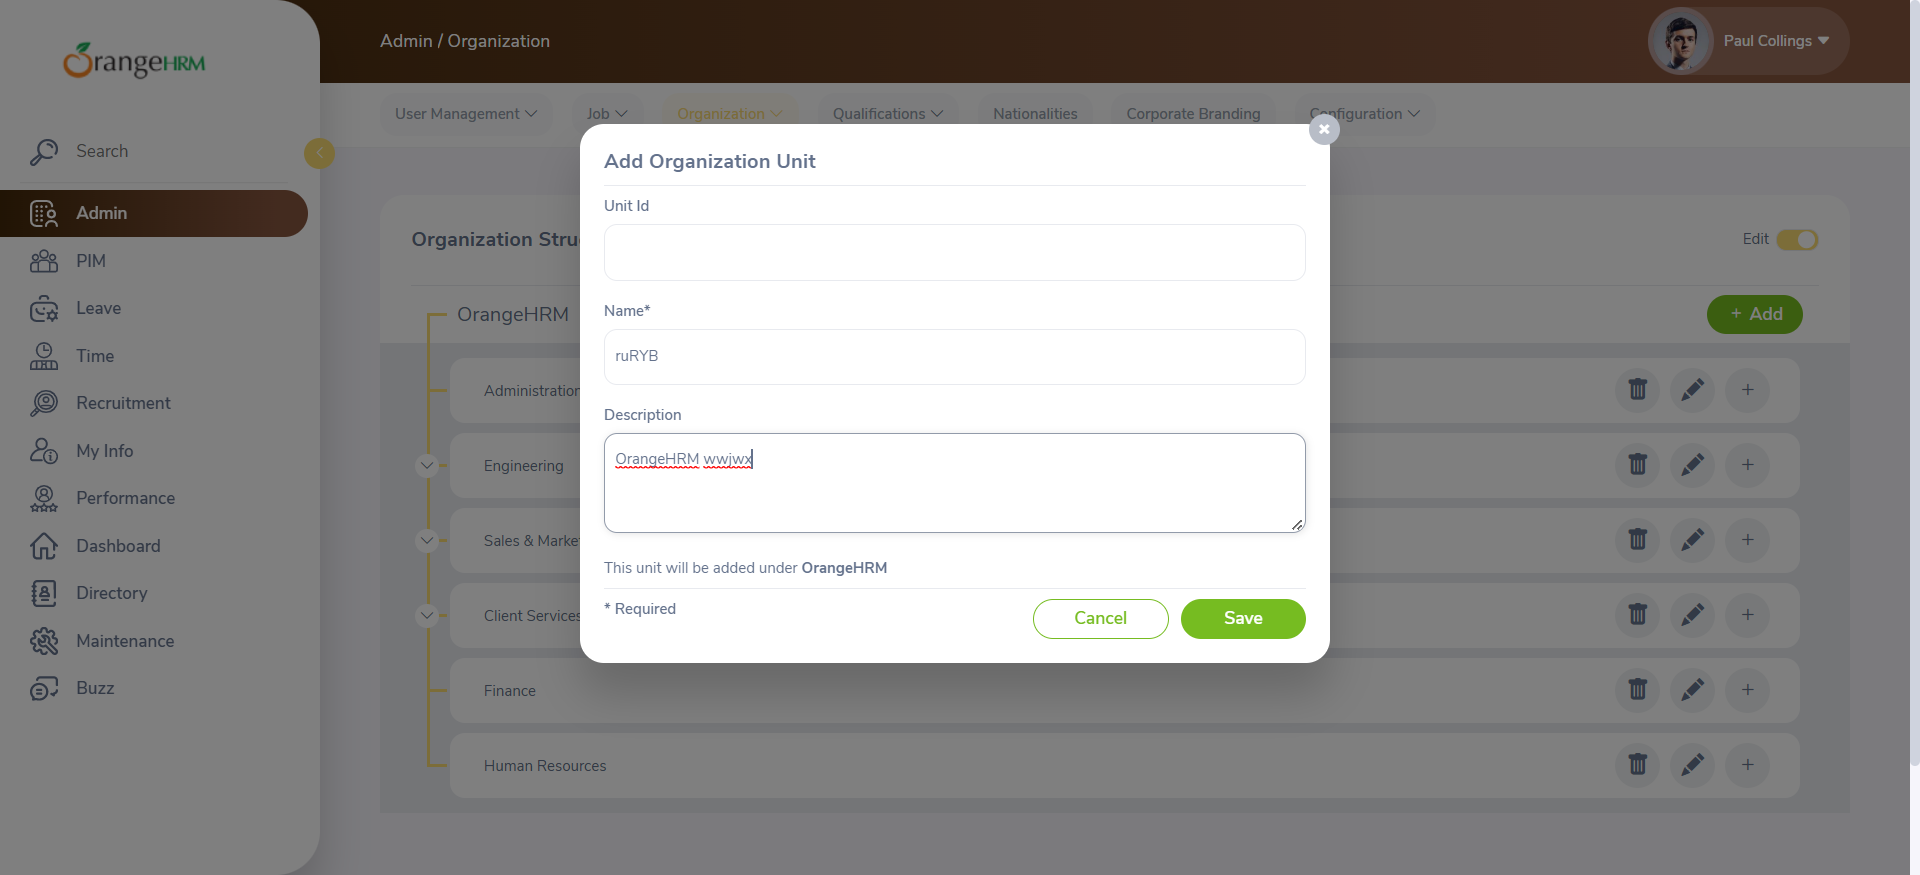 OrangeHRM
Admin / Organization
Paul Collings
User Management
Job
Organization
Qualifications
Nationalities
Corporate Branding
Configuration
Search
Admin
PIM
Leave
Time
Recruitment
My Info
Performance
Dashboard
Directory
Maintenance
Buzz
Organization Stru
Edit
OrangeHRM
+ Add
Administration
Engineering
Sales & Marke
Client Services
Finance
Human Resources
Add Organization Unit
Unit Id
Name*
ruRYB
Description
OrangeHRM wwjwx
This unit will be added under OrangeHRM
* Required
Cancel
Save